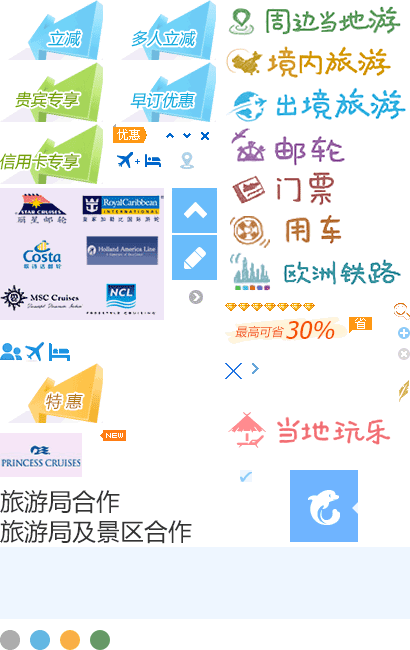 立减
多人立减
贵宾专享
早订优惠
信用卡专享
优惠
STAR CRUISES
丽星邮轮
RoyalCaribbean
INTERNATIONAL
皇家加勒比国际游轮
Costa
歌诗达邮轮
Holland America Line
MSC Cruises
NCL
FREESTYLE CRUISING
特惠
NEW
PRINCESS CRUISES
旅游局合作
旅游局及景区合作
周边当地游
境内旅游
出境旅游
邮轮
门票
用车
欧洲铁路
最高可省30%
省
当地玩乐